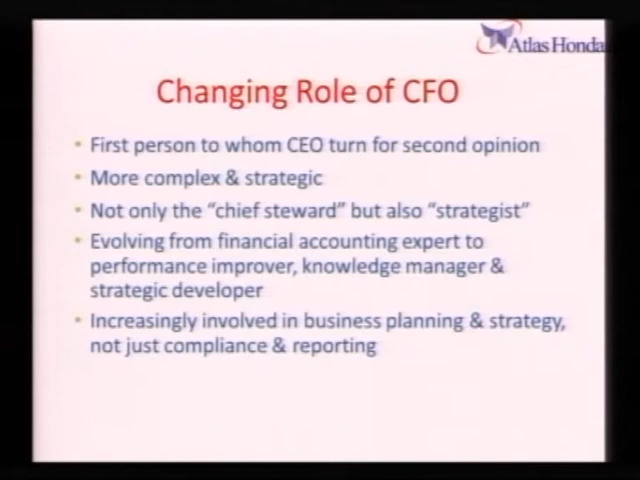 Atlas Honda
Changing Role of CFO
• First person to whom CEO turn for second opinion
• More complex & strategic
• Not only the “chief steward” but also “strategist”
• Evolving from financial accounting expert to
performance improver, knowledge manager &
strategic developer
• Increasingly involved in business planning & strategy,
not just compliance & reporting